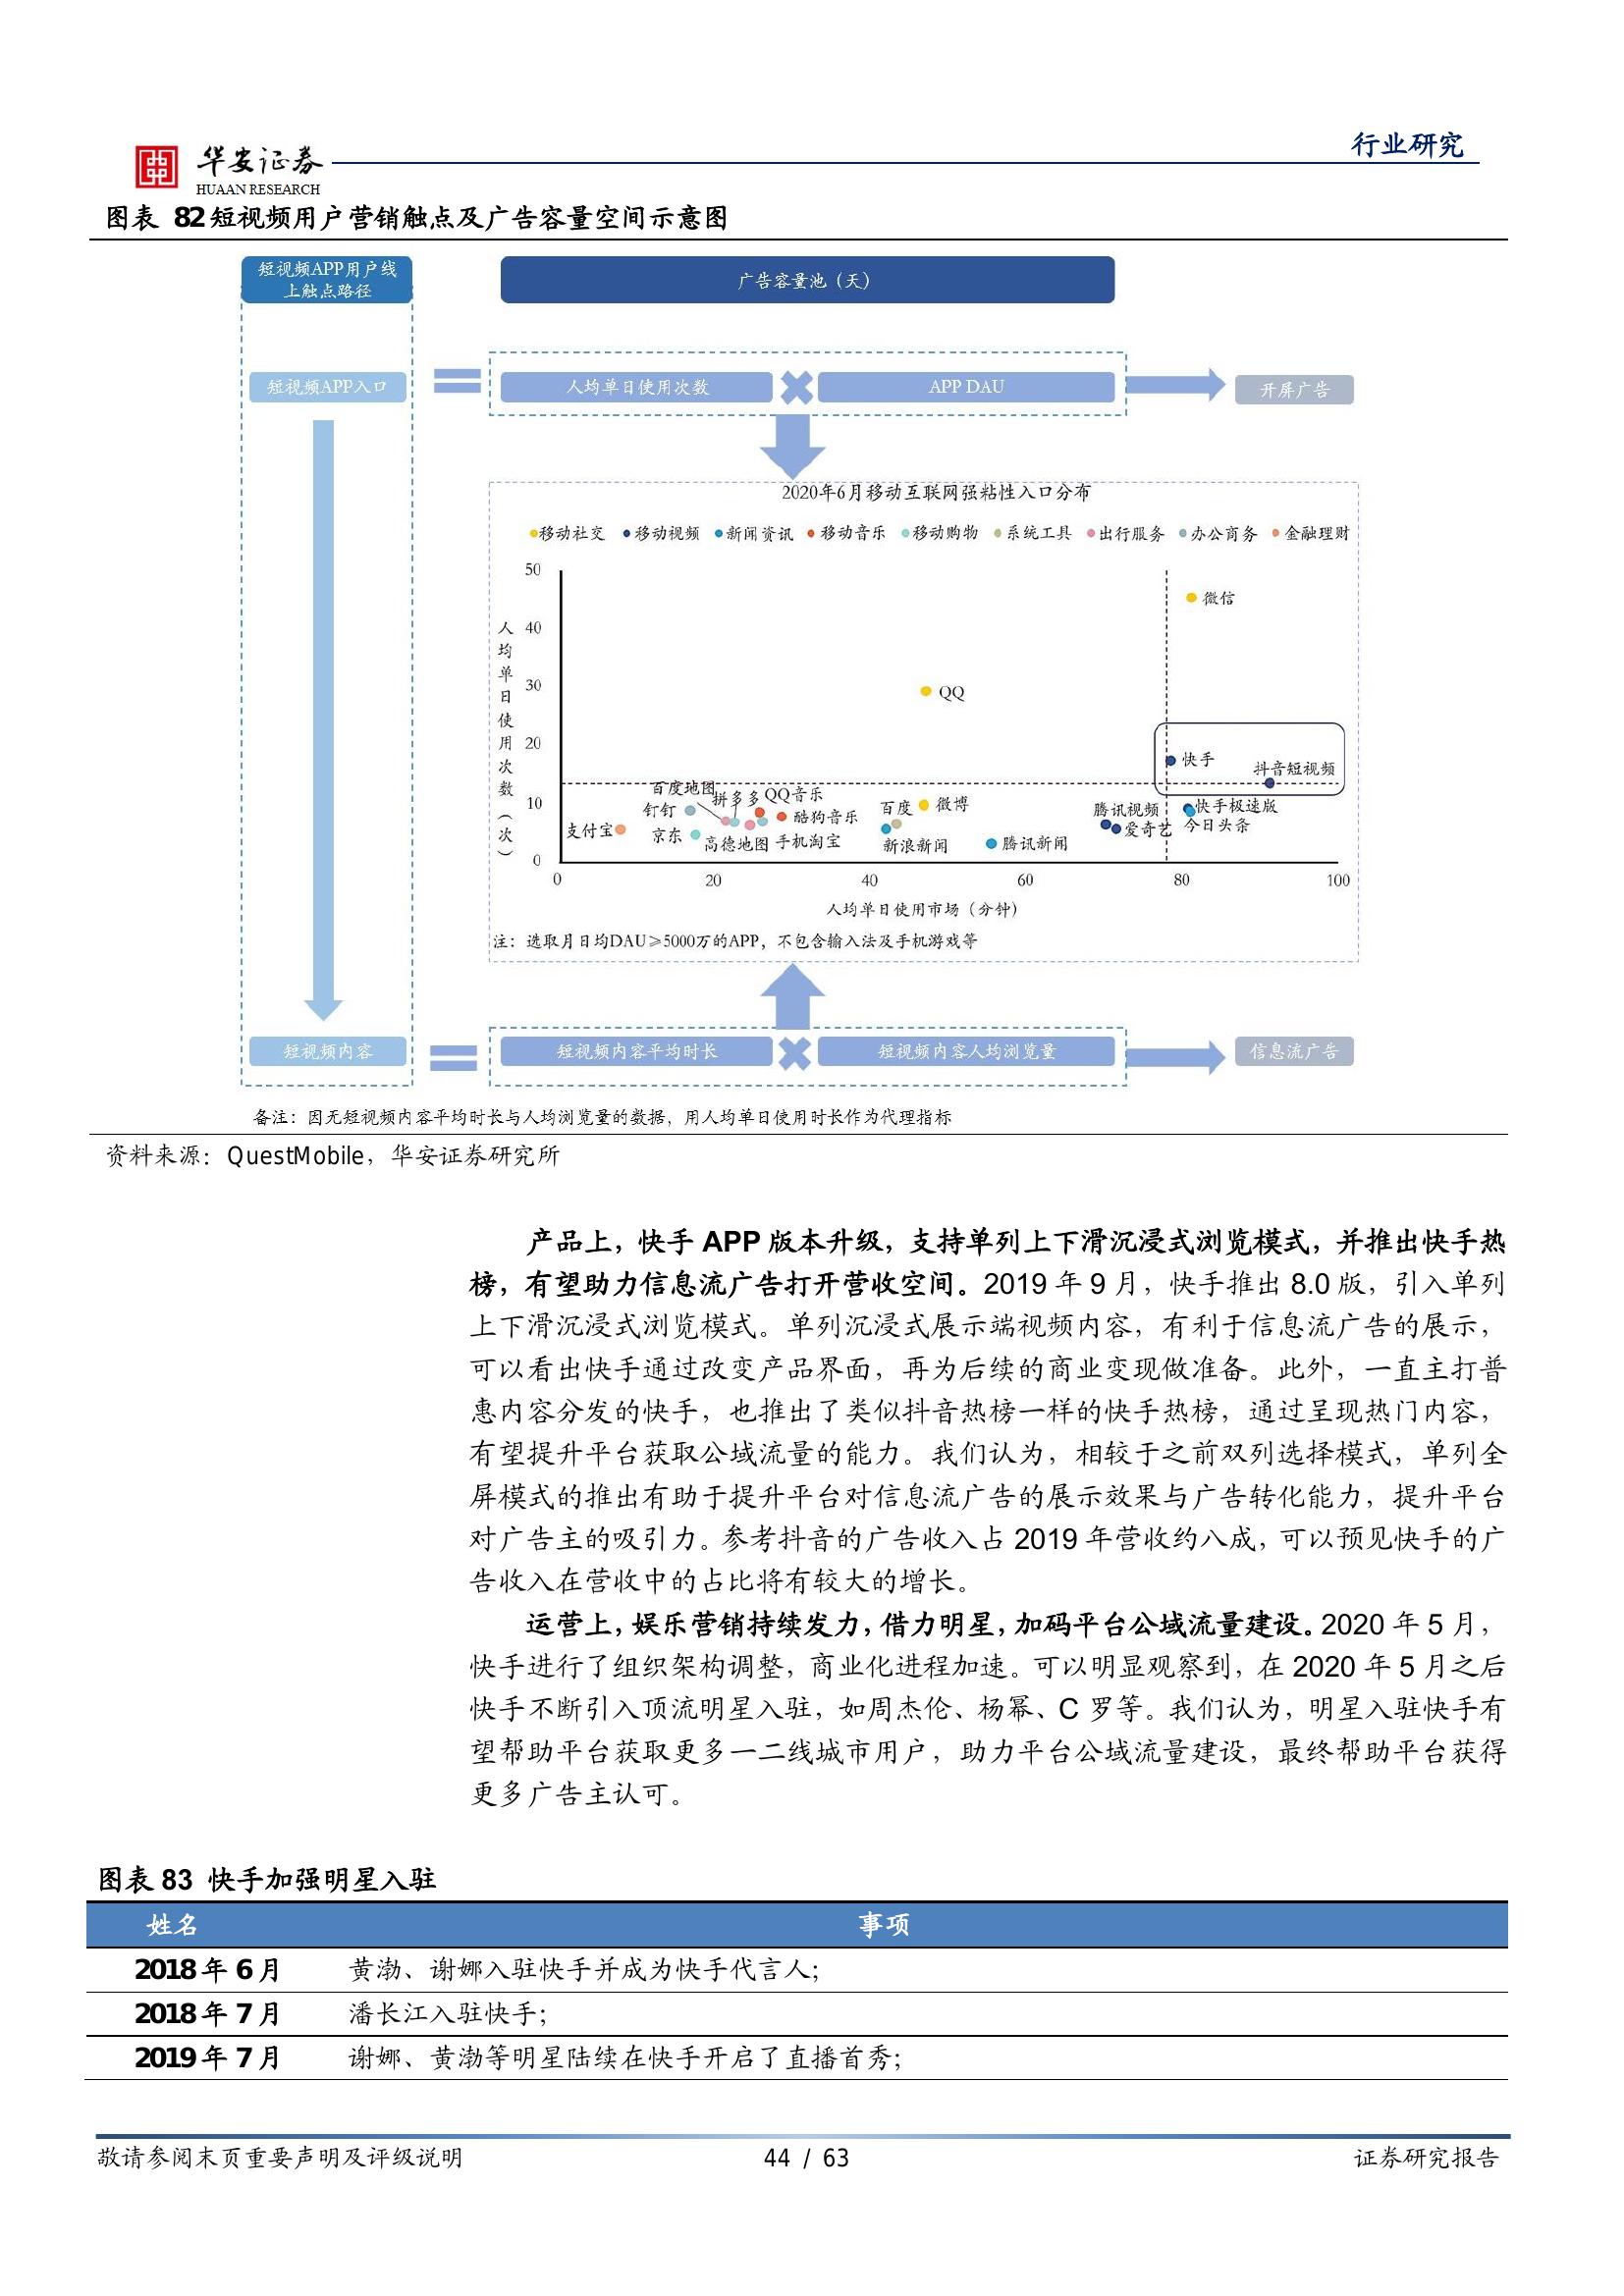 行业研究
华安证券
HUAAN RESEARCH
图表 82 短视频用户营销触点及广告容量空间示意图
短视频APP用户线
上触点路径
广告容量池（天）
短视频APP入口
人均单日使用次数
APP DAU
开屏广告
2020年6月移动互联网强粘性入口分布
移动社交 移动视频 新闻资讯 移动音乐 移动购物 系统工具 出行服务 办公商务 金融理财
50
40
30
20
10
0
人均单日使用次数（次）
微信
QQ
快手
抖音短视频
百度地图
拼多多
QQ音乐
钉钉
酷狗音乐
百度
微博
腾讯视频
快手极速版
支付宝
京东
高德地图
手机淘宝
新浪新闻
腾讯新闻
爱奇艺
今日头条
0 20 40 60 80 100
人均单日使用市场（分钟）
注：选取月日均DAU≥5000万的APP，不包含输入法及手机游戏等
短视频内容
短视频内容平均时长
短视频内容人均浏览量
信息流广告
备注：因无短视频内容平均时长与人均浏览量的数据，用人均单日使用时长作为代理指标
资料来源：QuestMobile，华安证券研究所
产品上，快手 APP 版本升级，支持单列上下滑沉浸式浏览模式，并推出快手热
榜，有望助力信息流广告打开营收空间。2019 年 9 月，快手推出 8.0 版，引入单列
上下滑沉浸式浏览模式。单列沉浸式展示端视频内容，有利于信息流广告的展示，
可以看出快手通过改变产品界面，再为后续的商业变现做准备。此外，一直主打普
惠内容分发的快手，也推出了类似抖音热榜一样的快手热榜，通过呈现热门内容，
有望提升平台获取公域流量的能力。我们认为，相较于之前双列选择模式，单列全
屏模式的推出有助于提升平台对信息流广告的展示效果与广告转化能力，提升平台
对广告主的吸引力。参考抖音的广告收入占 2019 年营收约八成，可以预见快手的广
告收入在营收中的占比将有较大的增长。
运营上，娱乐营销持续发力，借力明星，加码平台公域流量建设。2020 年 5 月，
快手进行了组织架构调整，商业化进程加速。可以明显观察到，在 2020 年 5 月之后
快手不断引入顶流明星入驻，如周杰伦、杨幂、C 罗等。我们认为，明星入驻快手有
望帮助平台获取更多一二线城市用户，助力平台公域流量建设，最终帮助平台获得
更多广告主认可。
图表 83 快手加强明星入驻
姓名 事项
2018 年 6 月 黄渤、谢娜入驻快手并成为快手代言人；
2018 年 7 月 潘长江入驻快手；
2019 年 7 月 谢娜、黄渤等明星陆续在快手开启了直播首秀；
敬请参阅末页重要声明及评级说明 44 / 63 证券研究报告